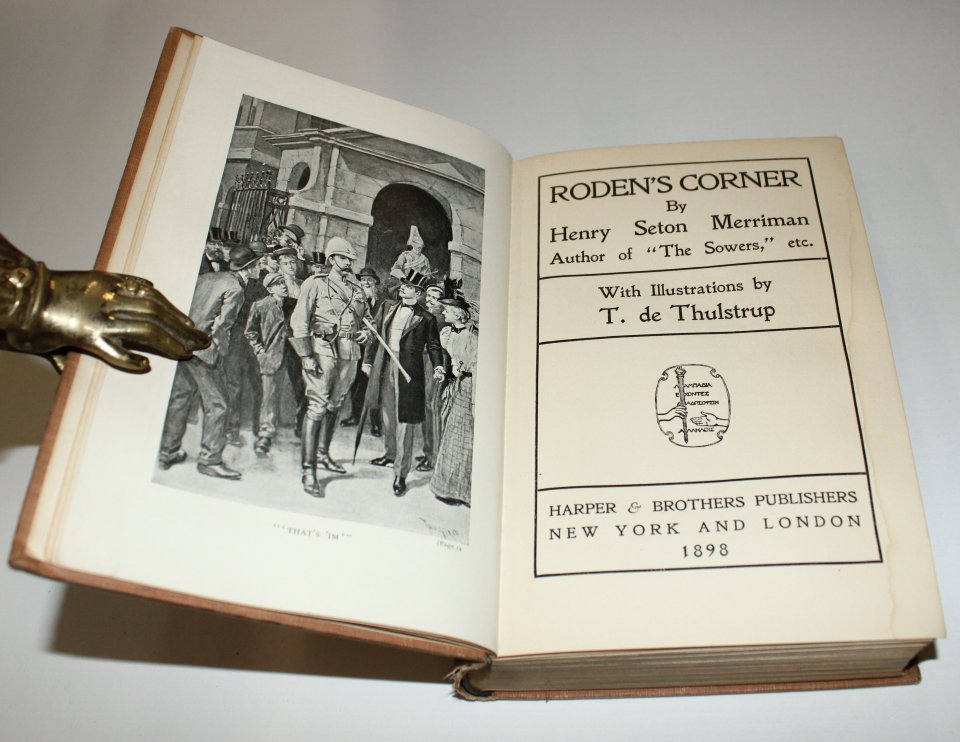 "'THAT'S 'IM'"
RODEN'S CORNER
By
Henry Seton Merriman
Author of "The Sowers," etc.
With Illustrations by
T. de Thulstrup
HARPER & BROTHERS PUBLISHERS
NEW YORK AND LONDON
1898